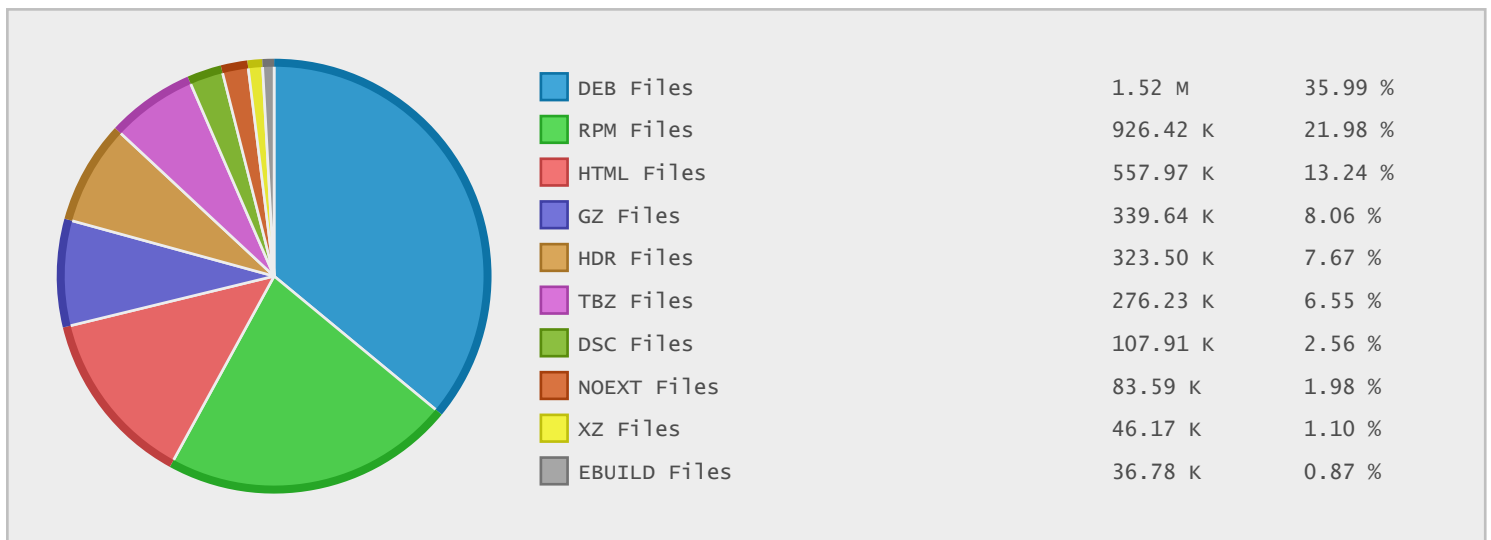 DEB Files 1.52 M 35.99 %
RPM Files 926.42 K 21.98 %
HTML Files 557.97 K 13.24 %
GZ Files 339.64 K 8.06 %
HDR Files 323.50 K 7.67 %
TBZ Files 276.23 K 6.55 %
DSC Files 107.91 K 2.56 %
NOEXT Files 83.59 K 1.98 %
XZ Files 46.17 K 1.10 %
EBUILD Files 36.78 K 0.87 %